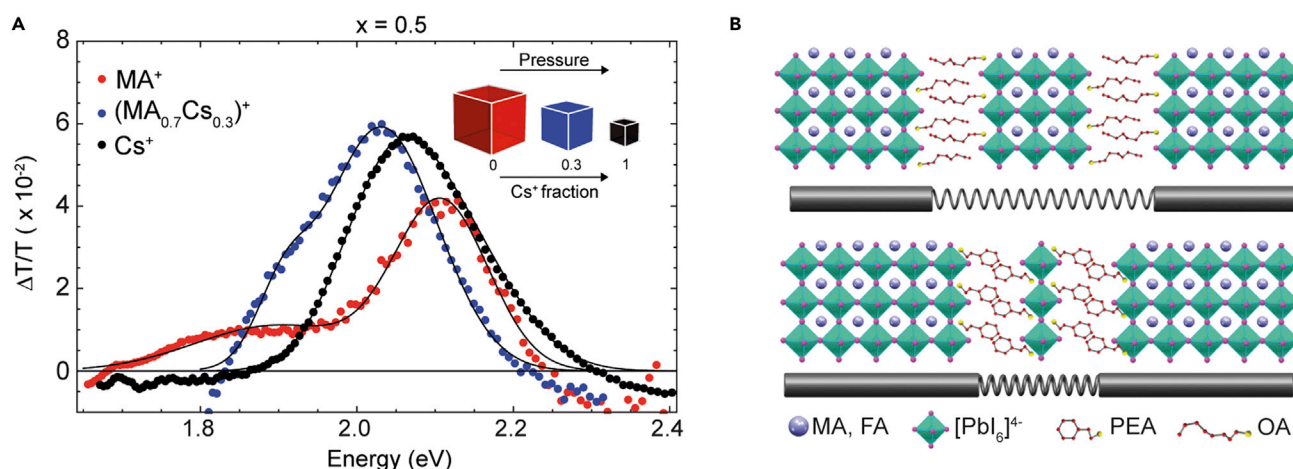 A
x = 0.5
8
6
4
2
0
ΔT/T ( x 10⁻²)
MA⁺
(MA₀.₇Cs₀.₃)⁺
Cs⁺
Pressure
0
0.3
1
Cs⁺ fraction
1.8
2.0
2.2
2.4
Energy (eV)
B
MA, FA
[PbI₆]⁴⁻
PEA
OA